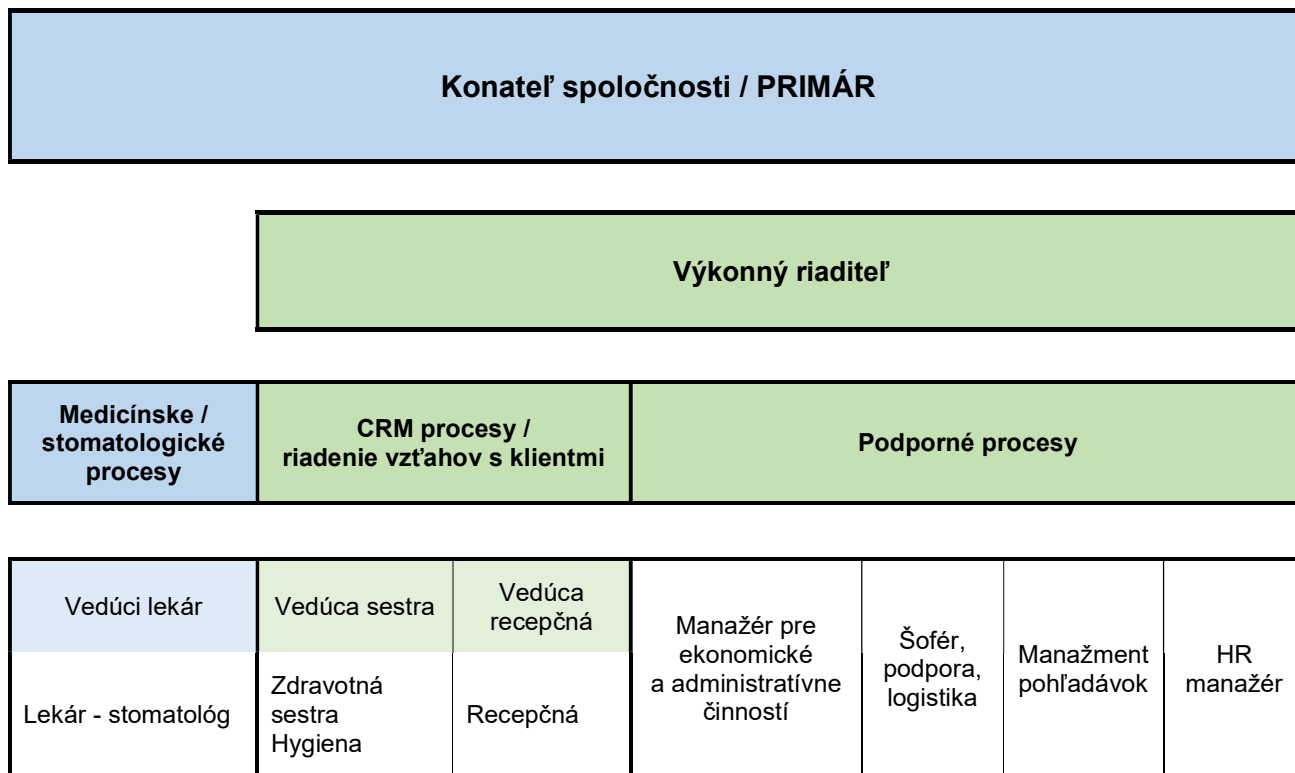 Konateľ spoločnosti / PRIMÁR
Výkonný riaditeľ
Medicínske /
stomatologické
procesy
CRM procesy /
riadenie vzťahov s klientmi
Podporné procesy
Vedúci lekár
Vedúca sestra
Vedúca
recepčná
Manažér pre
ekonomické
a administratívne
činností
Šofér,
podpora,
logistika
Manažment
pohľadávok
HR
manažér
Lekár - stomatológ
Zdravotná
sestra
Hygiena
Recepčná